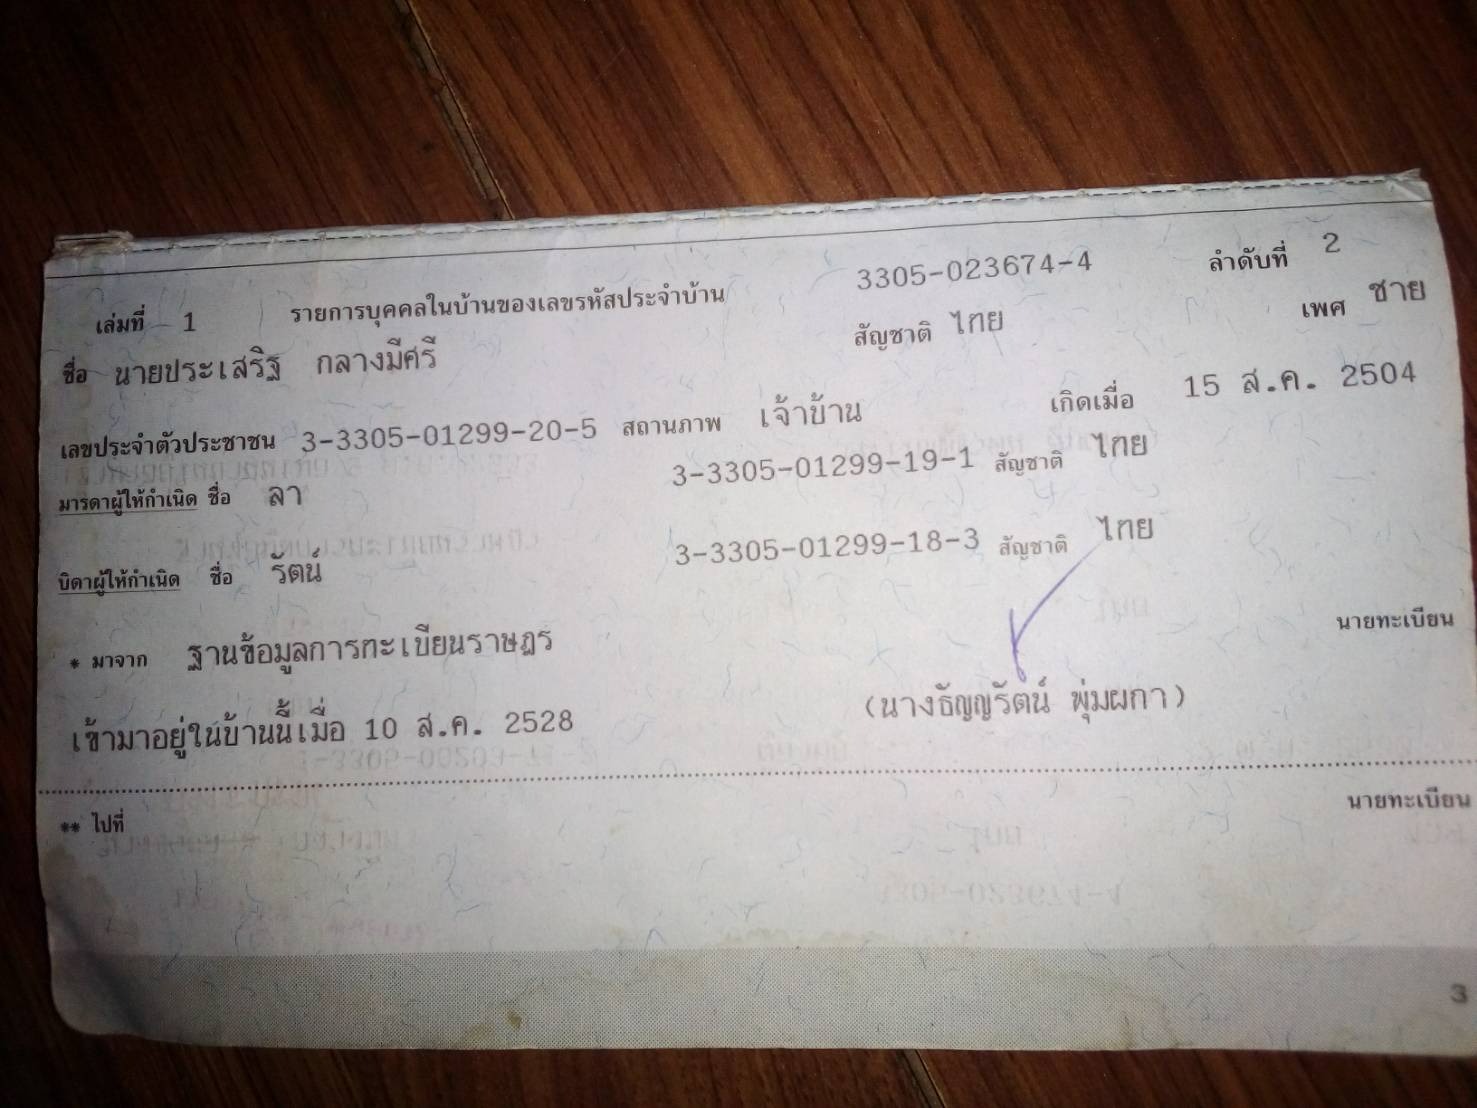 เล่มที่ 1 รายการบุคคลในบ้านของเลขรหัสประจำบ้าน 3305-023674-4 ลำดับที่ 2
ชื่อ นายประเสริฐ กลางมีศรี สัญชาติ ไทย เพศ ชาย
เลขประจำตัวประชาชน 3-3305-01299-20-5 สถานภาพ เจ้าบ้าน เกิดเมื่อ 15 ส.ค. 2504
มารดาผู้ให้กำเนิด ชื่อ ลา 3-3305-01299-19-1 สัญชาติ ไทย
บิดาผู้ให้กำเนิด ชื่อ รัตน์ 3-3305-01299-18-3 สัญชาติ ไทย
* มาจาก ฐานข้อมูลการทะเบียนราษฎร นายทะเบียน
เข้ามาอยู่ในบ้านนี้เมื่อ 10 ส.ค. 2528 (นางธัญญรัตน์ พุ่มผกา)
** ไปที่ นายทะเบียน
3